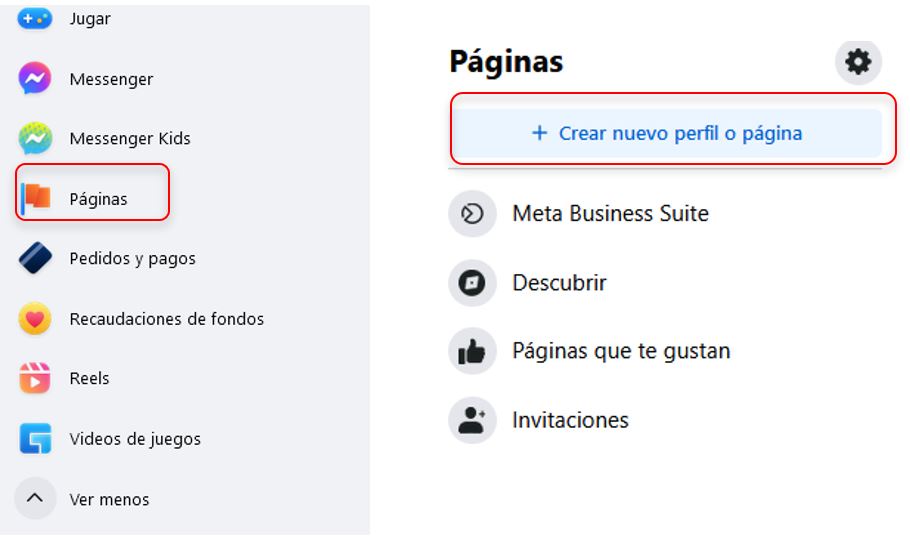 Jugar
Messenger
Messenger Kids
Páginas
Pedidos y pagos
Recaudaciones de fondos
Reels
Videos de juegos
Ver menos
Páginas
+ Crear nuevo perfil o página
Meta Business Suite
Descubrir
Páginas que te gustan
Invitaciones